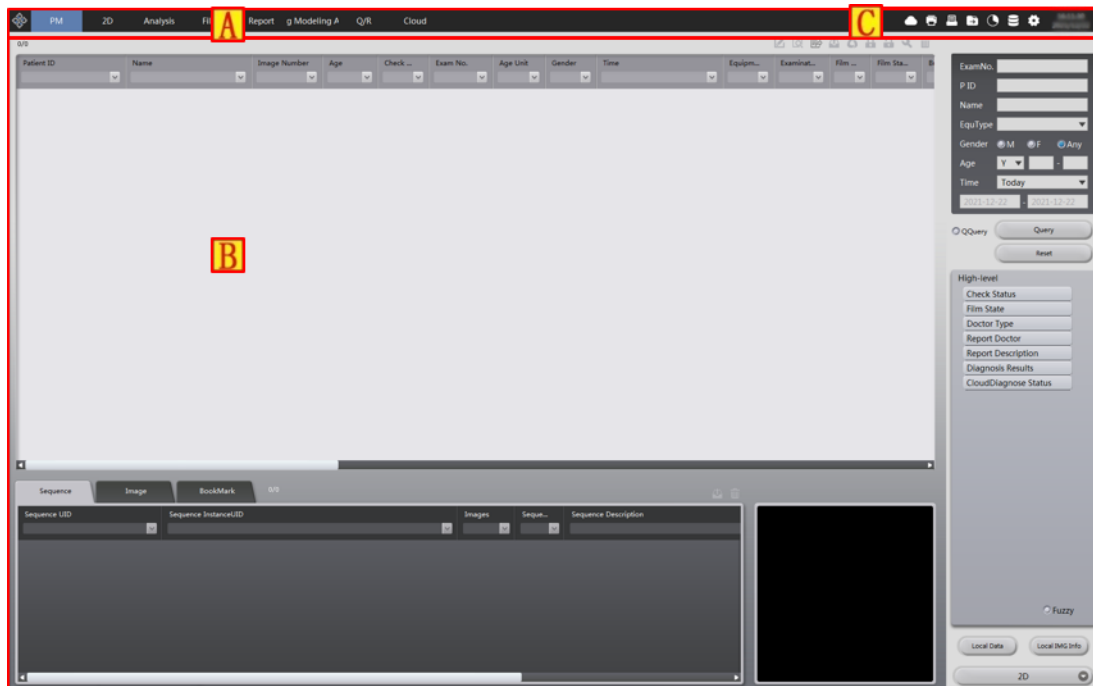 PM 2D Analysis A Report g Modeling A Q/R Cloud C
0/0
Patient ID Name Image Number Age Check ... Exam No. Age Unit Gender Time Equipm... Examinat... Film ... Film Sta...
ExamNo.
P ID
Name
EquType
Gender M F Any
Age Y -
Time Today
2021-12-22 - 2021-12-22
B
QQuery Query
Reset
High-level
Check Status
Film State
Doctor Type
Report Doctor
Report Description
Diagnosis Results
CloudDiagnose Status
Sequence Image BookMark 0/0
Sequence UID Sequence InstanceUID Images Seque... Sequence Description
Fuzzy
Local Data Local IMG Info
2D